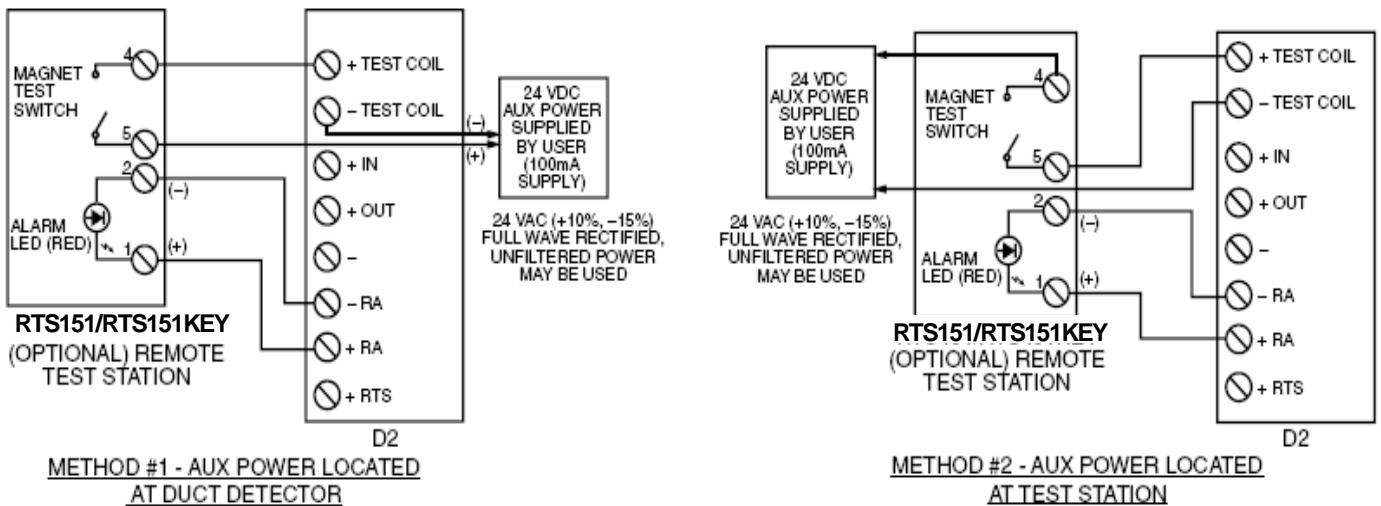 MAGNET
TEST
SWITCH
4
5
2
(–)
ALARM
LED (RED)
1
(+)
RTS151/RTS151KEY
(OPTIONAL) REMOTE
TEST STATION
+ TEST COIL
– TEST COIL
+ IN
+ OUT
–
– RA
+ RA
+ RTS
D2
(–)
(+)
24 VDC
AUX POWER
SUPPLIED
BY USER
(100mA
SUPPLY)
24 VAC (+10%, –15%)
FULL WAVE RECTIFIED,
UNFILTERED POWER
MAY BE USED
METHOD #1 - AUX POWER LOCATED
AT DUCT DETECTOR
24 VDC
AUX POWER
SUPPLIED
BY USER
(100mA
SUPPLY)
24 VAC (+10%, –15%)
FULL WAVE RECTIFIED,
UNFILTERED POWER
MAY BE USED
4
MAGNET
TEST
SWITCH
5
2
(–)
ALARM
LED (RED)
1
(+)
RTS151/RTS151KEY
(OPTIONAL) REMOTE
TEST STATION
+ TEST COIL
– TEST COIL
+ IN
+ OUT
–
– RA
+ RA
+ RTS
D2
METHOD #2 - AUX POWER LOCATED
AT TEST STATION